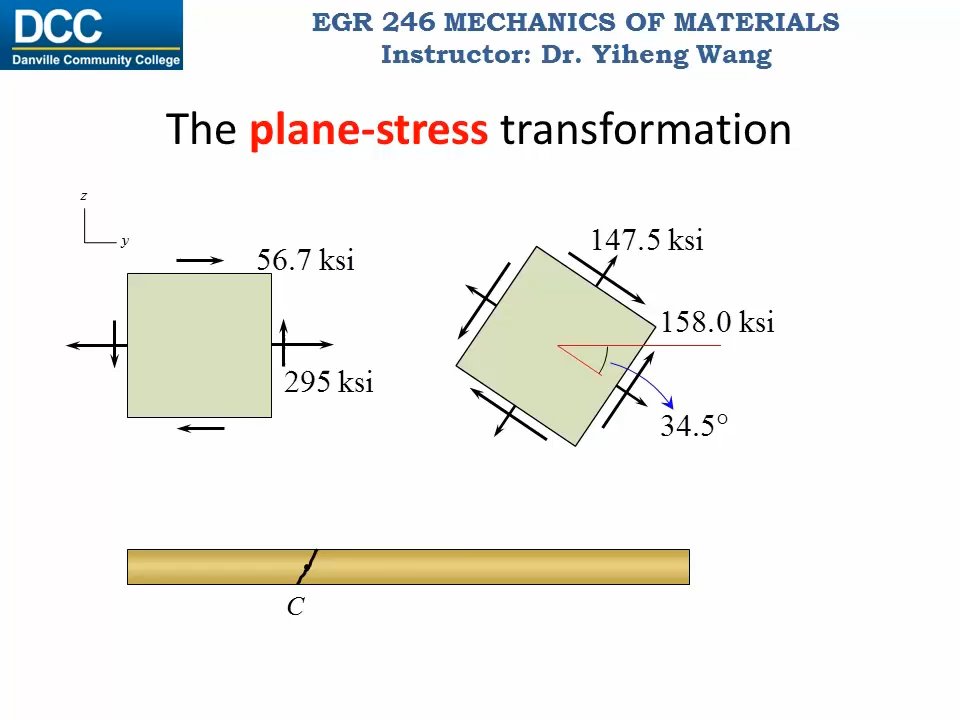 DCC
Danville Community College
EGR 246 MECHANICS OF MATERIALS
Instructor: Dr. Yiheng Wang
The plane-stress transformation
z
y
56.7 ksi
295 ksi
147.5 ksi
158.0 ksi
34.5°
C